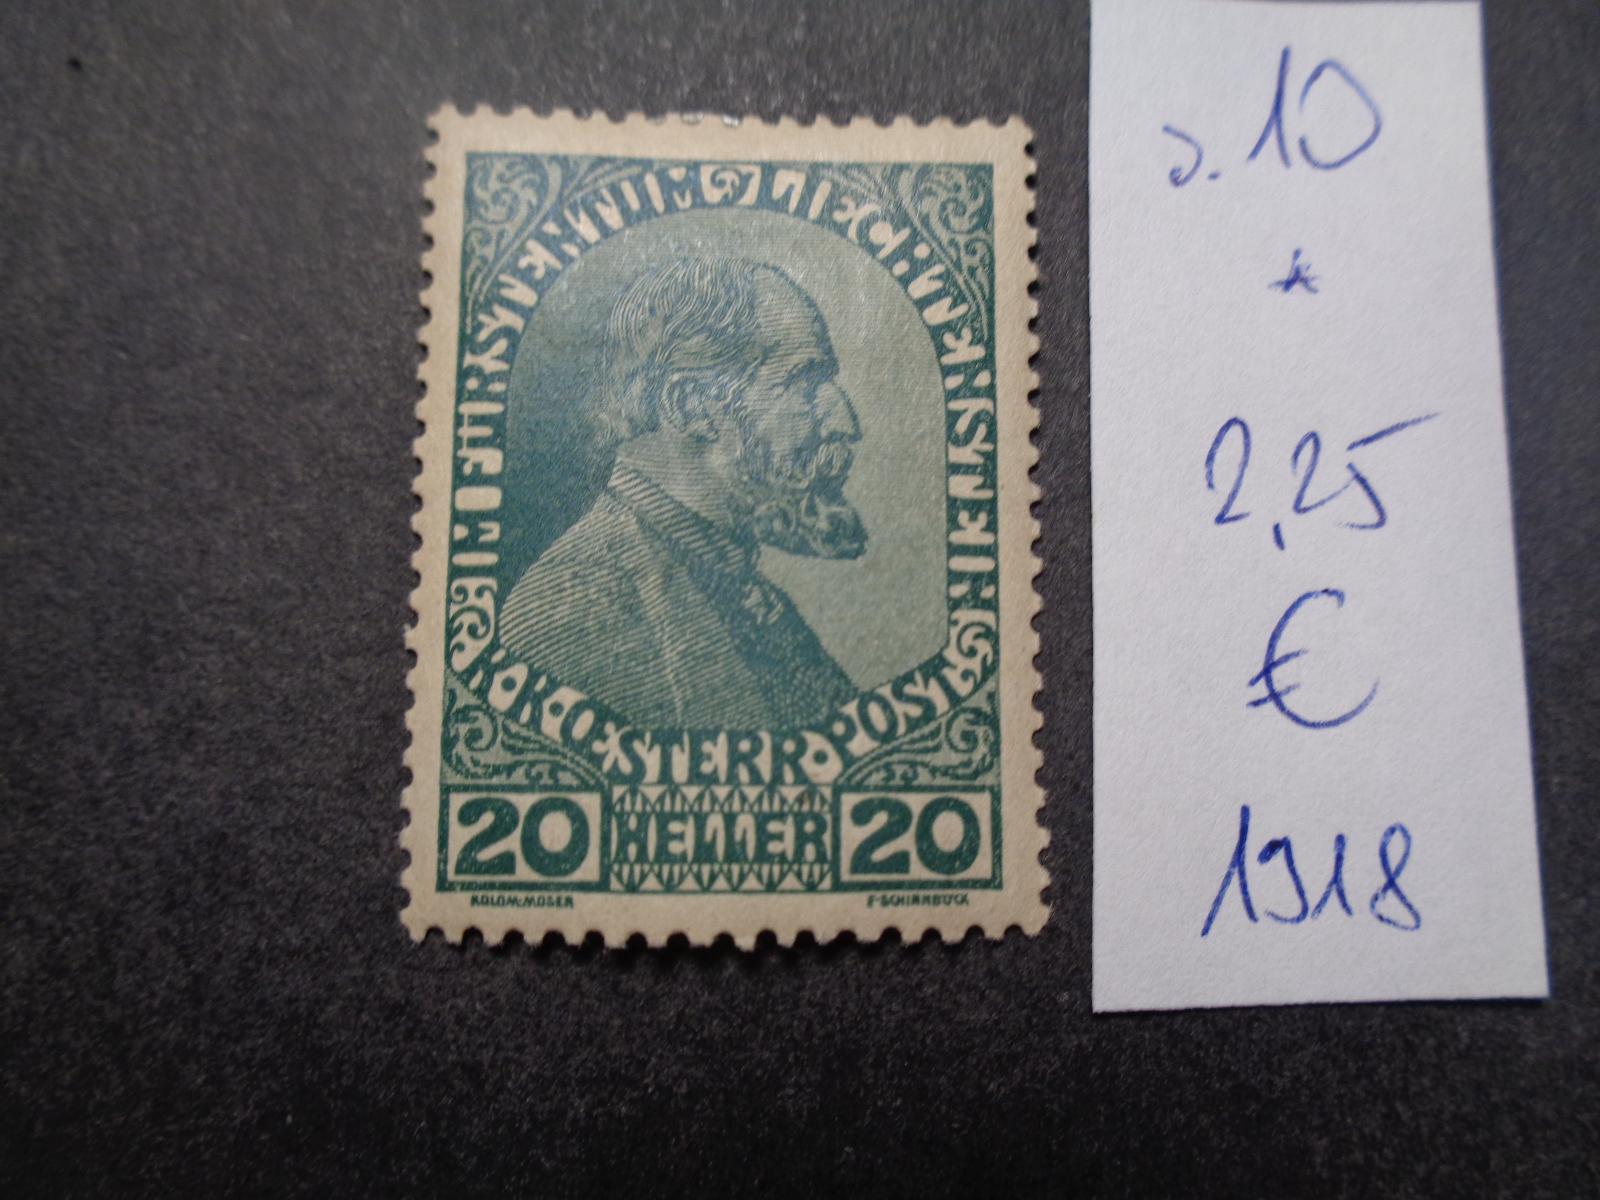 FÜRSTENTUM LIECHTENSTEIN
K.K. OESTERR. POST
20 HELLER 20
KOLOM·MOSER F·SCHIRNBÖCK
10
*
2,25
€
1918